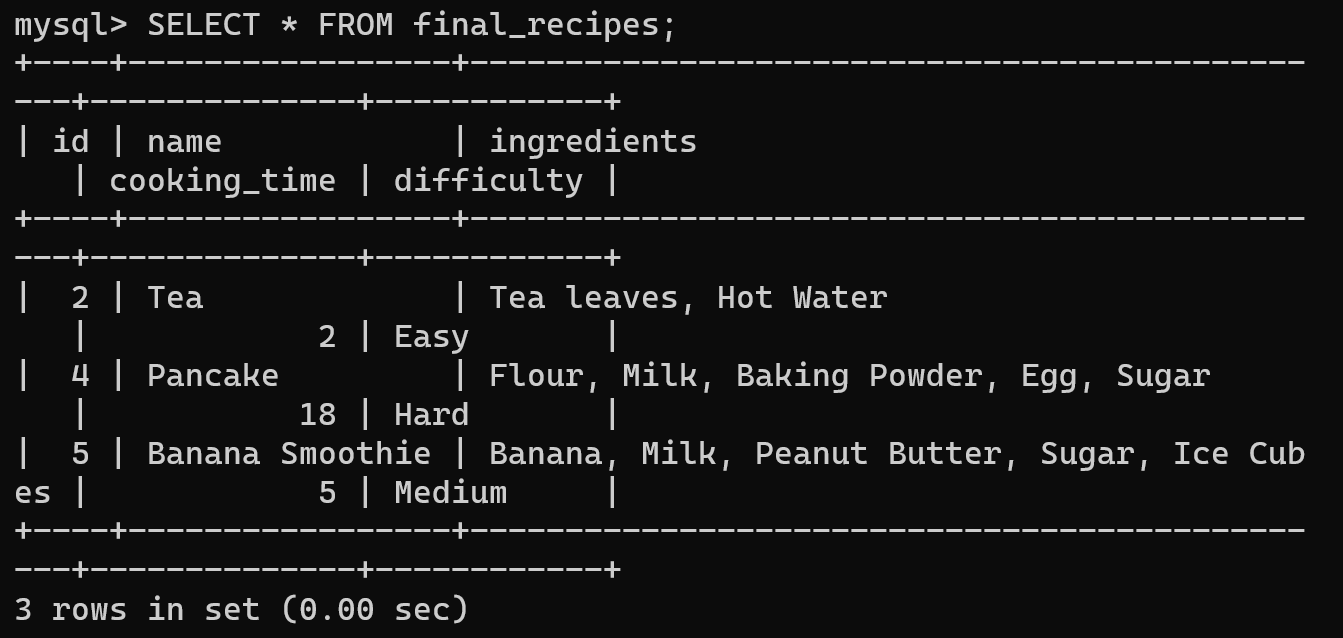 mysql> SELECT * FROM final_recipes;
+----+-----------------+--------------------------------------------
---+--------------+------------+
| id | name            | ingredients
   | cooking_time | difficulty |
+----+-----------------+--------------------------------------------
---+--------------+------------+
|  2 | Tea             | Tea leaves, Hot Water
   |            2 | Easy       |
|  4 | Pancake         | Flour, Milk, Baking Powder, Egg, Sugar
   |           18 | Hard       |
|  5 | Banana Smoothie | Banana, Milk, Peanut Butter, Sugar, Ice Cub
es |            5 | Medium     |
+----+-----------------+--------------------------------------------
---+--------------+------------+
3 rows in set (0.00 sec)